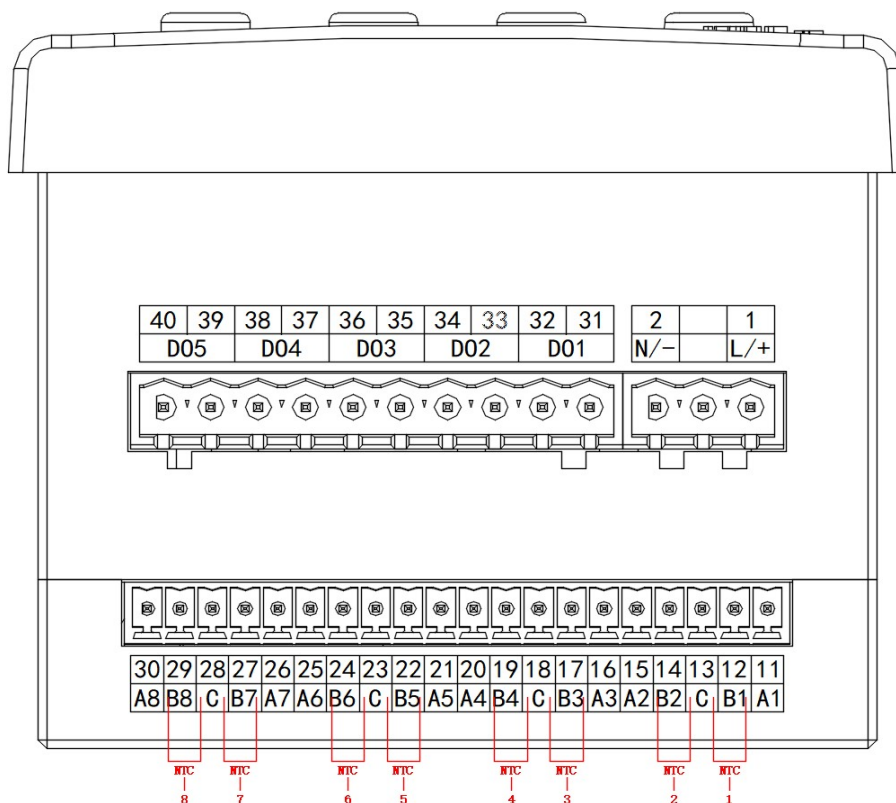 40 39 38 37 36 35 34 33 32 31 2 1
D05 D04 D03 D02 D01 N/- L/+
30 29 28 27 26 25 24 23 22 21 20 19 18 17 16 15 14 13 12 11
A8 B8 C B7 A7 A6 B6 C B5 A5 A4 B4 C B3 A3 A2 B2 C B1 A1
NTC NTC NTC NTC NTC NTC NTC NTC
8 7 6 5 4 3 2 1